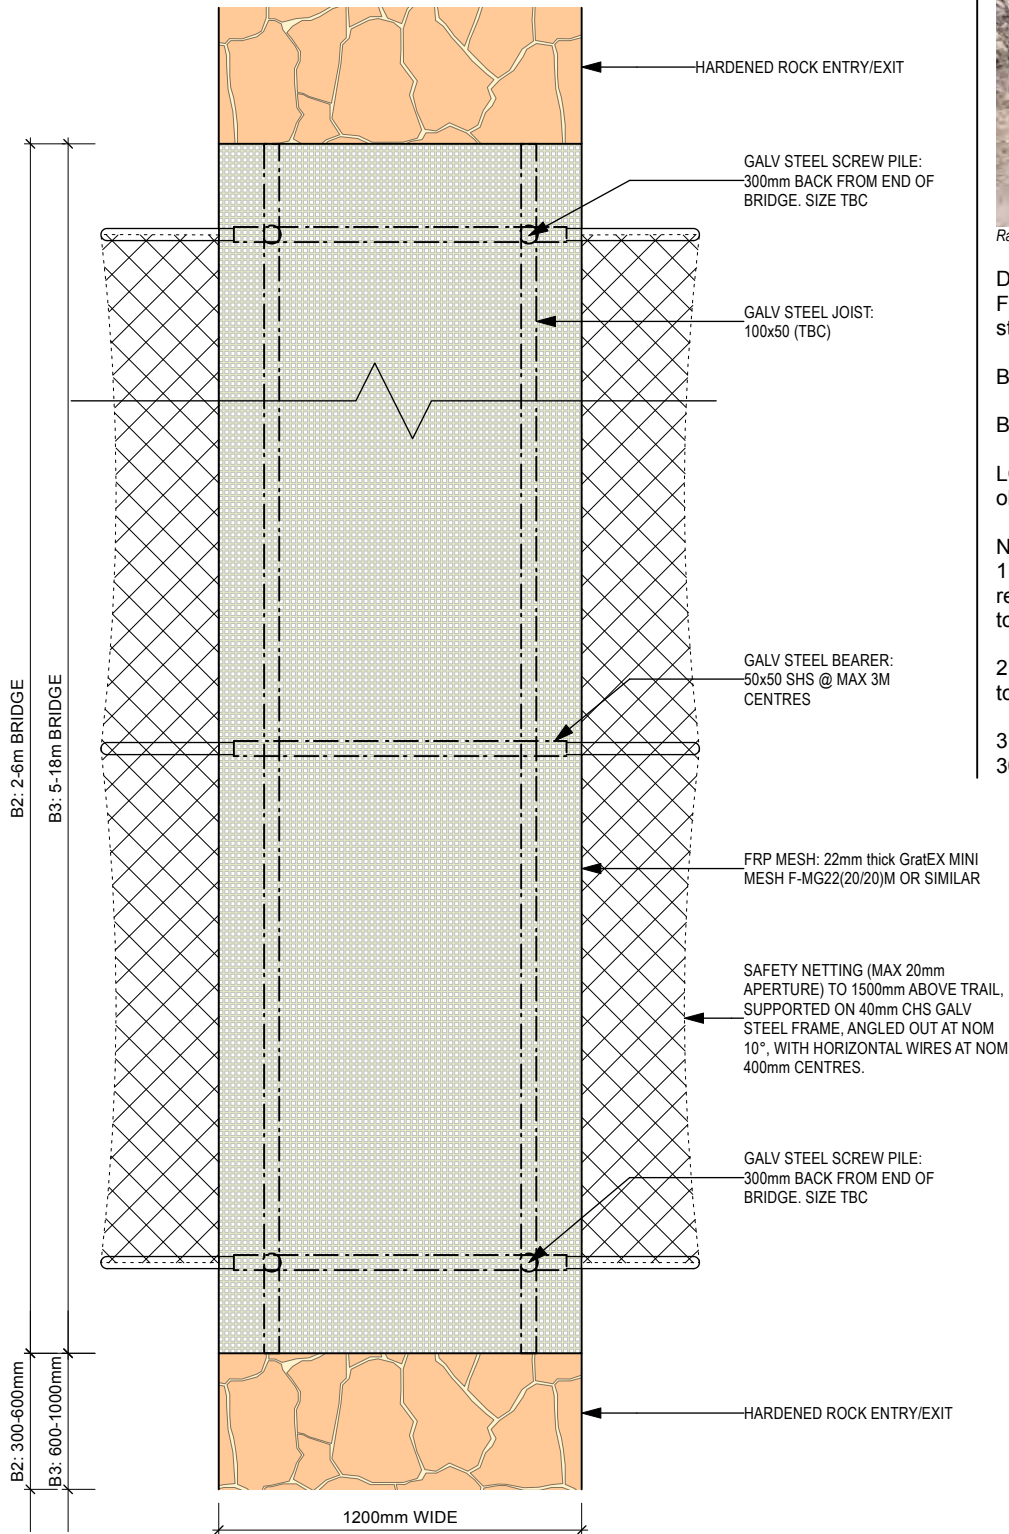 HARDENED ROCK ENTRY/EXIT
GALV STEEL SCREW PILE:
300mm BACK FROM END OF
BRIDGE. SIZE TBC
GALV STEEL JOIST:
100x50 (TBC)
GALV STEEL BEARER:
50x50 SHS @ MAX 3M
CENTRES
FRP MESH: 22mm thick GratEX MINI
MESH F-MG22(20/20)M OR SIMILAR
SAFETY NETTING (MAX 20mm
APERTURE) TO 1500mm ABOVE TRAIL,
SUPPORTED ON 40mm CHS GALV
STEEL FRAME, ANGLED OUT AT NOM
10°, WITH HORIZONTAL WIRES AT NOM
400mm CENTRES.
GALV STEEL SCREW PILE:
300mm BACK FROM END OF
BRIDGE. SIZE TBC
HARDENED ROCK ENTRY/EXIT
B2: 2-6m BRIDGE
B3: 5-18m BRIDGE
B2: 300-600mm
B3: 600-1000mm
1200mm WIDE